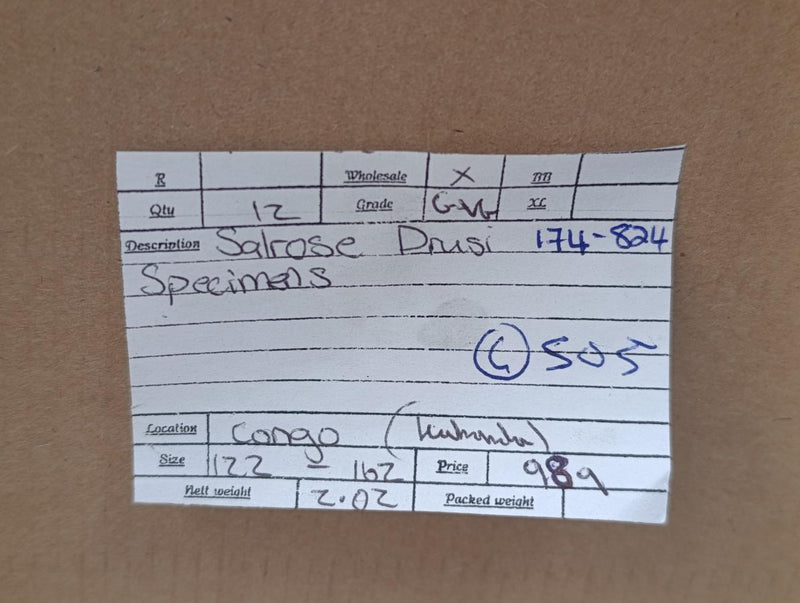 R Wholesale X BB
Qty 12 Grade G-VG XL
Description Salrose Drusi 174-824
Specimens
C 505
Location Congo
Size 122 - 162 Price 989
Nett weight 2.02 Packed weight